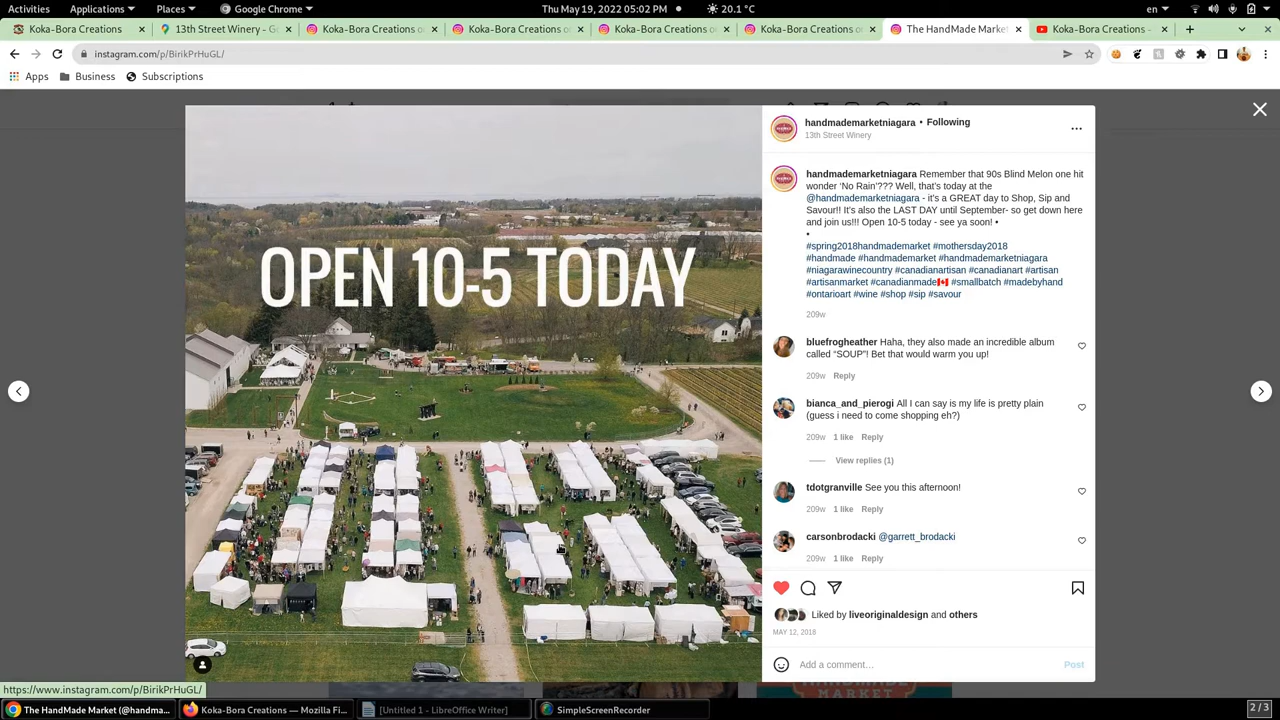 Activities Applications Places Google Chrome Thu May 19, 2022 05:02 PM 20.1 °C en
Koka-Bora Creations
13th Street Winery - G
Koka-Bora Creations o
Koka-Bora Creations o
Koka-Bora Creations o
Koka-Bora Creations o
The HandMade Market
Koka-Bora Creations -
instagram.com/p/BirikPrHuGL/
Apps Business Subscriptions
OPEN 10-5 TODAY
handmademarketniagara • Following
13th Street Winery
handmademarketniagara Remember that 90s Blind Melon one hit
wonder ‘No Rain’??? Well, that’s today at the
@handmademarketniagara - it’s a GREAT day to Shop, Sip and
Savour!! It’s also the LAST DAY until September- so get down here
and join us!!! Open 10-5 today - see ya soon! •
•
#spring2018handmademarket #mothersday2018
#handmade #handmademarket #handmademarketniagara
#niagarawinecountry #canadianartisan #canadianart #artisan
#artisanmarket #canadianmade🇨🇦 #smallbatch #madebyhand
#ontarioart #wine #shop #sip #savour
209w
bluefrogheather Haha, they also made an incredible album
called “SOUP”! Bet that would warm you up!
209w Reply
bianca_and_pierogi All I can say is my life is pretty plain
(guess i need to come shopping eh?)
209w 1 like Reply
View replies (1)
tdotgranville See you this afternoon!
209w 1 like Reply
carsonbrodacki @garrett_brodacki
209w 1 like Reply
Liked by liveoriginaldesign and others
MAY 12, 2018
Add a comment… Post
HANDMADE
MARKET
https://www.instagram.com/p/BirikPrHuGL/
The HandMade Market (@handma…
Koka-Bora Creations — Mozilla Fi…
[Untitled 1 - LibreOffice Writer]
SimpleScreenRecorder
2 / 3